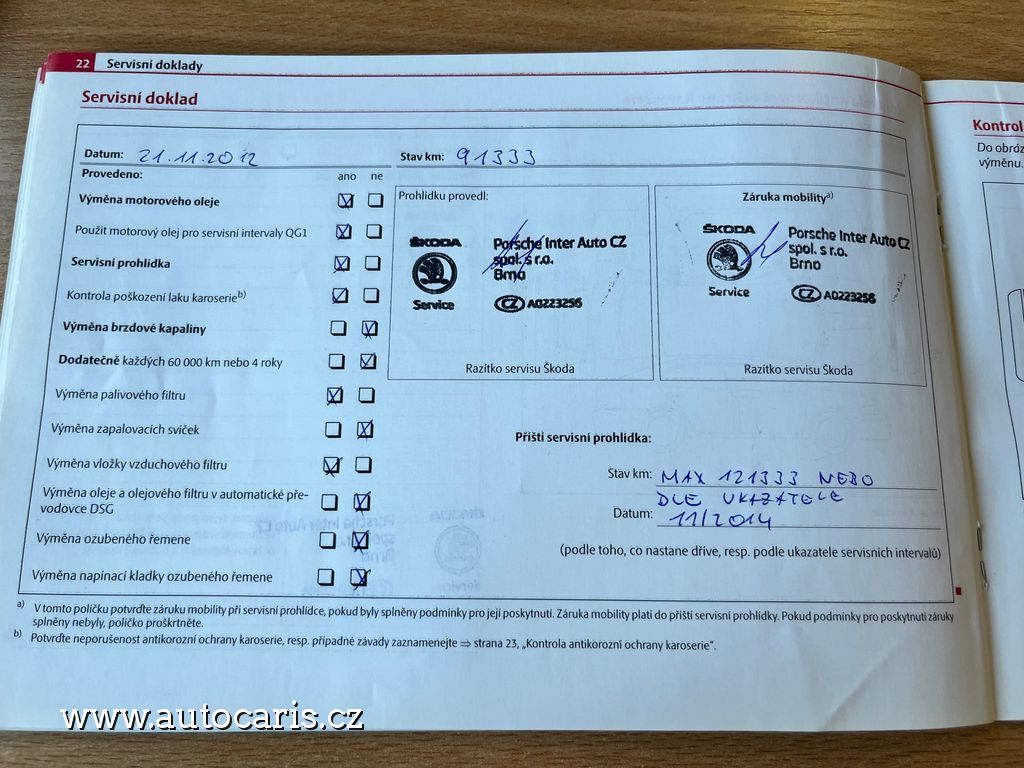 22 Servisní doklady
Servisní doklad
Datum: 21.11.2012 Stav km: 91333
Provedeno: ano ne
Výměna motorového oleje
Použit motorový olej pro servisní intervaly QG1
Servisní prohlídka
Kontrola poškození laku karoserieb)
Výměna brzdové kapaliny
Dodatečně každých 60 000 km nebo 4 roky
Výměna palivového filtru
Výměna zapalovacích svíček
Výměna vložky vzduchového filtru
Výměna oleje a olejového filtru v automatické pře-
vodovce DSG
Výměna ozubeného řemene
Výměna napínací kladky ozubeného řemene
Prohlídku provedl:
ŠKODA
Service
Porsche Inter Auto CZ
spol. s r.o.
Brno
CZ A0223256
Razítko servisu Škoda
Záruka mobilitya)
ŠKODA
Service
Porsche Inter Auto CZ
spol. s r.o.
Brno
CZ A0223256
Razítko servisu Škoda
Příští servisní prohlídka:
Stav km: MAX 121333 NEBO
DLE UKAZATELE
Datum: 11/2014
(podle toho, co nastane dříve, resp. podle ukazatele servisních intervalů)
a) V tomto políčku potvrďte záruku mobility při servisní prohlídce, pokud byly splněny podmínky pro její poskytnutí. Záruka mobility platí do příští servisní prohlídky. Pokud podmínky pro poskytnutí záruky
splněny nebyly, políčko proškrtněte.
b) Potvrďte neporušenost antikorozní ochrany karoserie, resp. případné závady zaznamenejte ⇒ strana 23, „Kontrola antikorozní ochrany karoserie“.
Kontrol
Do obráz
výměnu.
www.autocaris.cz